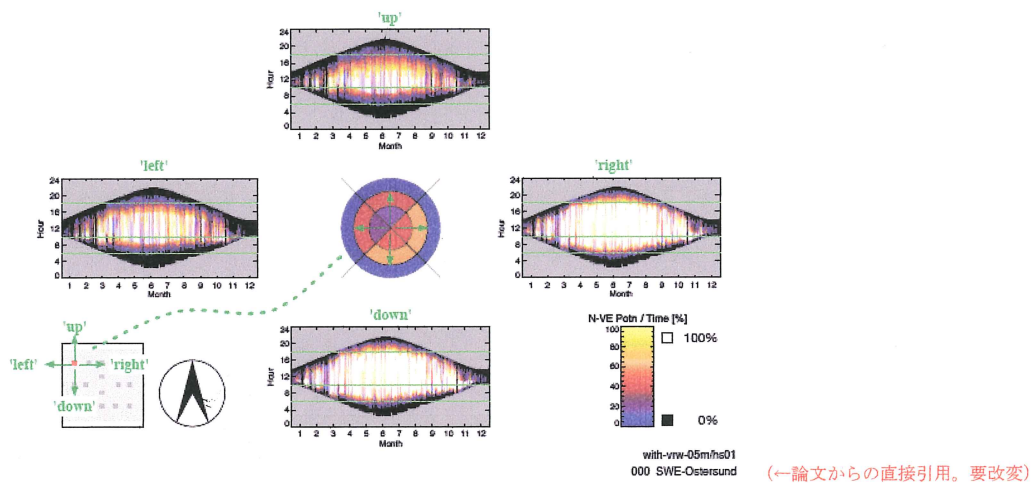 'up'
24
20
16
12
8
4
0
Hour
1 2 3 4 5 6 7 8 9 10 11 12
Month
'left'
24
20
16
12
8
4
0
Hour
1 2 3 4 5 6 7 8 9 10 11 12
Month
'right'
24
20
16
12
8
4
0
Hour
1 2 3 4 5 6 7 8 9 10 11 12
Month
'down'
24
20
16
12
8
4
0
Hour
1 2 3 4 5 6 7 8 9 10 11 12
Month
'up'
'left' 'right'
'down'
N-VE Potn / Time [%]
100
80
60
40
20
0
100%
0%
with-vrw-05m/hs01
000 SWE-Ostersund
(←論文からの直接引用。要改変)